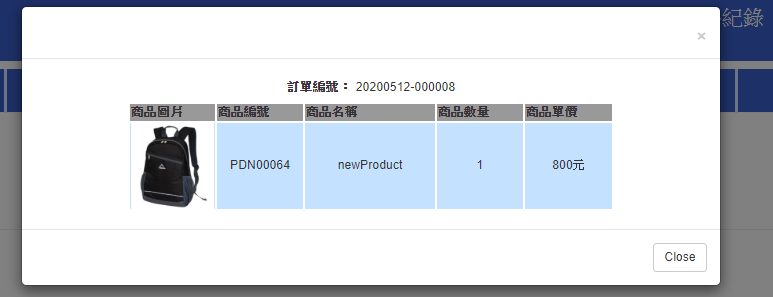 紀錄
×
訂單編號： 20200512-000008
商品圖片 商品編號 商品名稱 商品數量 商品單價
PDN00064 newProduct 1 800元
Close